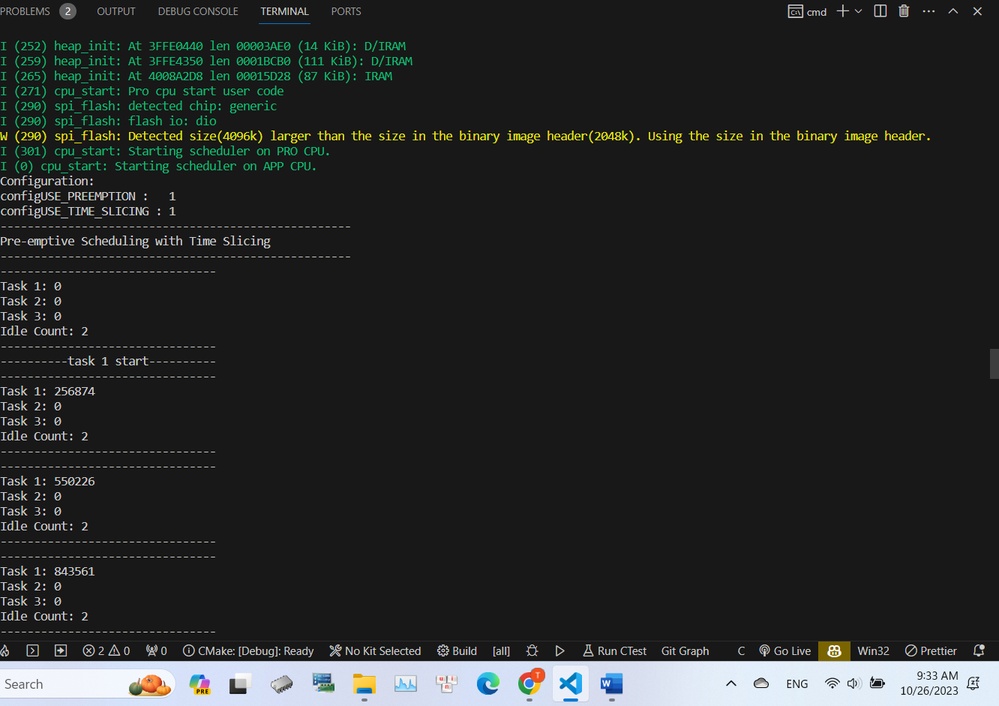 PROBLEMS 2 OUTPUT DEBUG CONSOLE TERMINAL PORTS cmd
I (252) heap_init: At 3FFE0440 len 00003AE0 (14 KiB): D/IRAM
I (259) heap_init: At 3FFE4350 len 0001BCB0 (111 KiB): D/IRAM
I (265) heap_init: At 4008A2D8 len 00015D28 (87 KiB): IRAM
I (271) cpu_start: Pro cpu start user code
I (290) spi_flash: detected chip: generic
I (290) spi_flash: flash io: dio
W (290) spi_flash: Detected size(4096k) larger than the size in the binary image header(2048k). Using the size in the binary image header.
I (301) cpu_start: Starting scheduler on PRO CPU.
I (0) cpu_start: Starting scheduler on APP CPU.
Configuration:
configUSE_PREEMPTION :   1
configUSE_TIME_SLICING : 1
----------------------------------------------------
Pre-emptive Scheduling with Time Slicing
----------------------------------------------------
--------------------------------
Task 1: 0
Task 2: 0
Task 3: 0
Idle Count: 2
--------------------------------
----------task 1 start----------
--------------------------------
Task 1: 256874
Task 2: 0
Task 3: 0
Idle Count: 2
--------------------------------
--------------------------------
Task 1: 550226
Task 2: 0
Task 3: 0
Idle Count: 2
--------------------------------
--------------------------------
Task 1: 843561
Task 2: 0
Task 3: 0
Idle Count: 2
--------------------------------
2 0 0 CMake: [Debug]: Ready No Kit Selected Build [all] Run CTest Git Graph C Go Live Win32 Prettier
Search PRE T W ENG 9:33 AM
10/26/2023